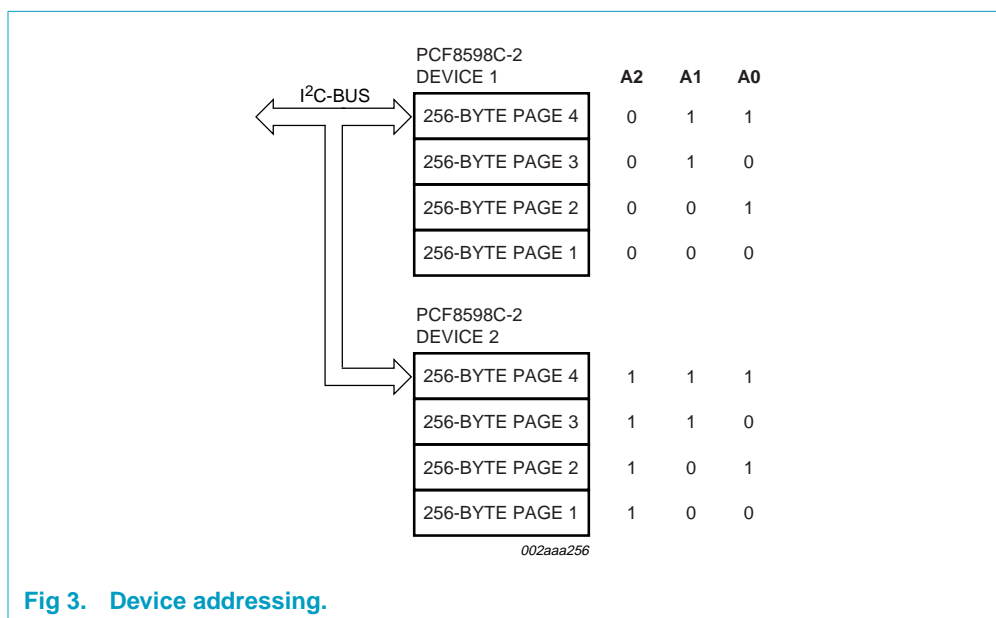 PCF8598C-2
DEVICE 1 A2 A1 A0
I2C-BUS
256-BYTE PAGE 4 0 1 1
256-BYTE PAGE 3 0 1 0
256-BYTE PAGE 2 0 0 1
256-BYTE PAGE 1 0 0 0
PCF8598C-2
DEVICE 2
256-BYTE PAGE 4 1 1 1
256-BYTE PAGE 3 1 1 0
256-BYTE PAGE 2 1 0 1
256-BYTE PAGE 1 1 0 0
002aaa256
Fig 3. Device addressing.